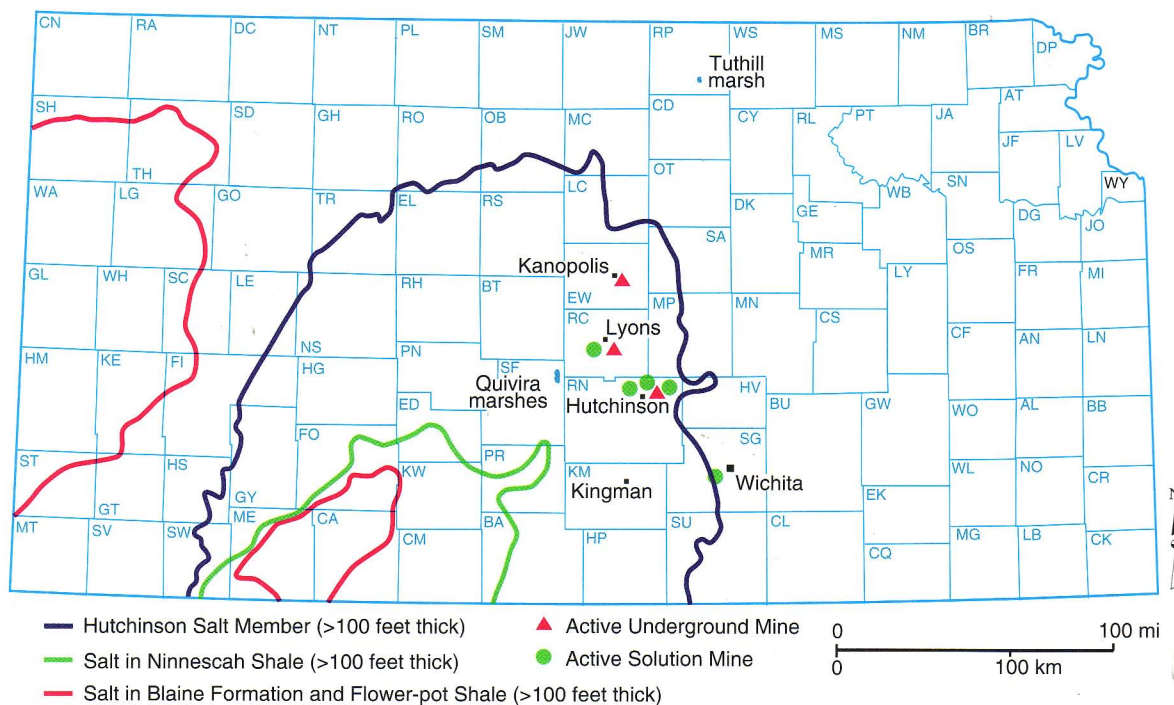 CN RA DC NT PL SM JW RP WS MS NM BR DP
Tuthill
marsh
SH SD GH RO OB MC CD CY RL PT JA AT
TH JF LV
WA LG GO TR EL RS LC OT DK GE WB SN WY
DG JO
SA MR OS
GL WH SC LE RH BT Kanopolis LY FR MI
EW MP MN
RC Lyons CS CF AN LN
HM KE FI NS HG PN SF
Quivira
marshes
RN HV
Hutchinson BU GW WO AL BB
ED
FO PR SG
ST HS KW KM Kingman Wichita WL NO CR
GT GY EK
MT SV SW ME CA CM BA HP SU CL CQ MG LB CK
N
Hutchinson Salt Member (>100 feet thick)
Salt in Ninnescah Shale (>100 feet thick)
Salt in Blaine Formation and Flower-pot Shale (>100 feet thick)
Active Underground Mine
Active Solution Mine
0 100 mi
0 100 km